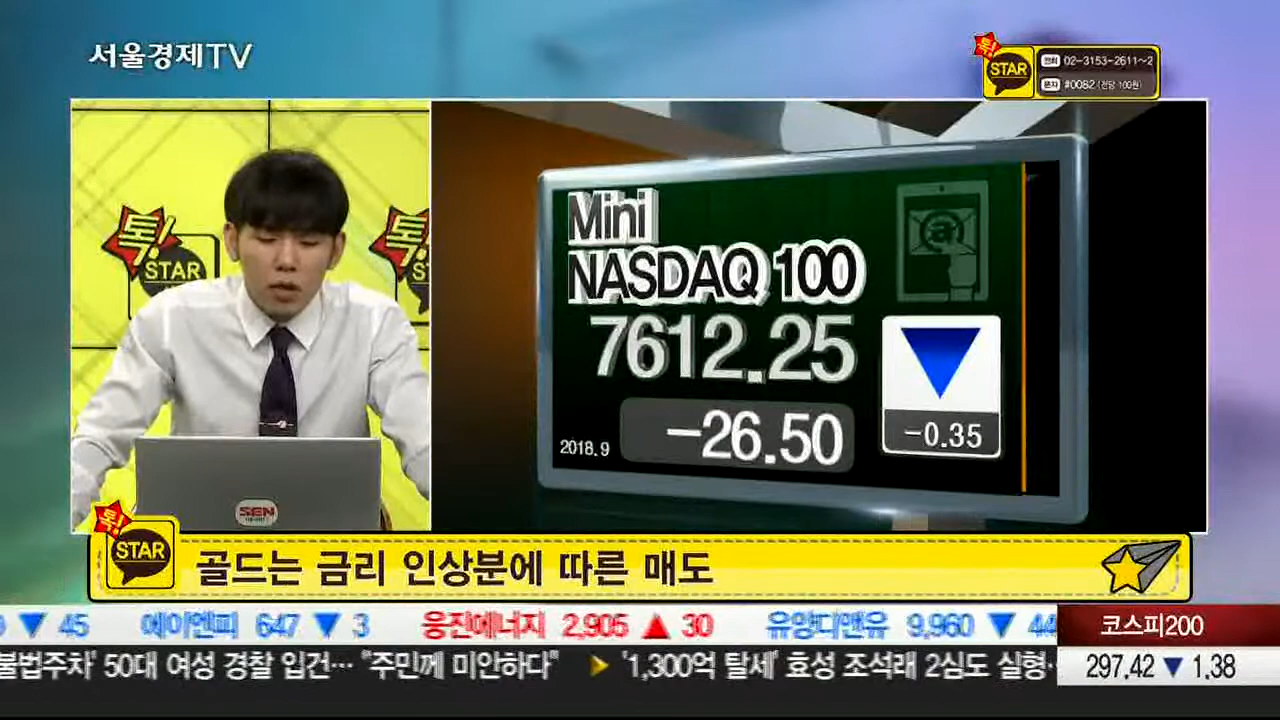 서울경제TV
톡!
STAR
전화 02-3153-2611~2
문자 #0082 (건당 100원)
톡!
STAR
톡!
Mini
NASDAQ 100
7612.25
-26.50
-0.35
2018.9
SEN
톡!
STAR
골드는 금리 인상분에 따른 매도
▼ 45 에이앤피 647 ▼ 3 웅진에너지 2,905 ▲ 30 유양디앤유 9,960 ▼ 44
코스피200
불법주차' 50대 여성 경찰 입건… "주민께 미안하다" ▶ '1,300억 탈세' 효성 조석래 2심도 실형…
297.42 ▼ 1.38